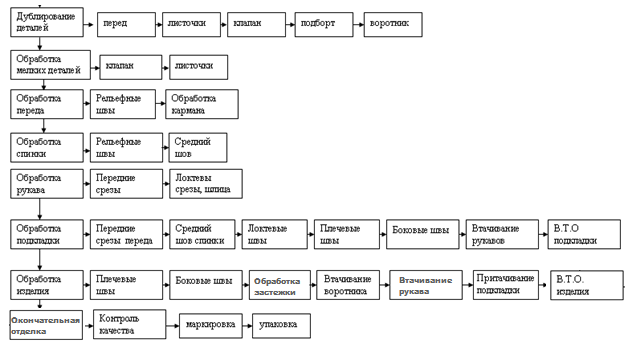 Дублирование
деталей
перед
листочки
клапан
подборт
воротник
Обработка
мелких деталей
клапан
листочки
Обработка
переда
Рельефные
швы
Обработка
кармана
Обработка
спинки
Рельефные
швы
Средний
шов
Обработка
рукава
Передние
срезы
Локтевы
срезы, шлица
Обработка
подкладки
Передние
срезы переда
Средний
шов спинки
Локтевые
швы
Плечевые
швы
Боковые швы
Втачивание
рукавов
В.Т.О
подкладки
Обработка
изделия
Плечевые
швы
Боковые швы
Обработка
застежки
Втачивание
воротника
Втачивание
рукава
Притачивание
подкладки
В.Т.О.
изделия
Окончательная
отделка
Контроль
качества
маркировка
упаковка